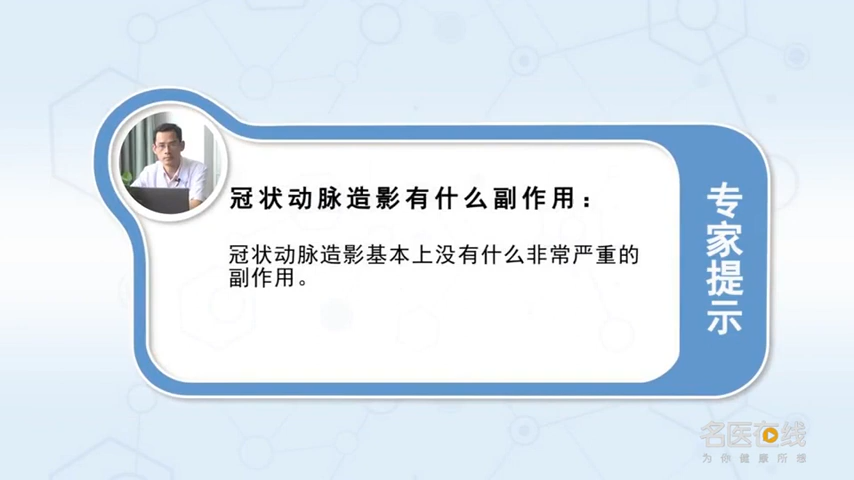 冠状动脉造影有什么副作用：
冠状动脉造影基本上没有什么非常严重的
副作用。
专家提示
名医在线
为你健康所想